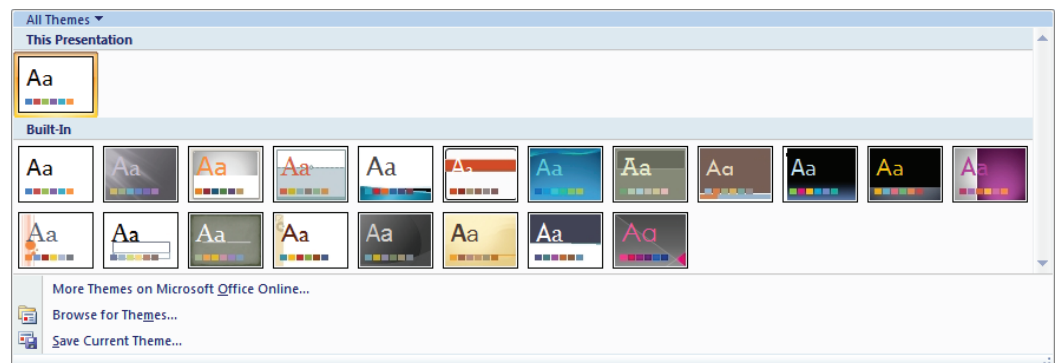 All Themes
This Presentation
Aa
Built-In
Aa Aa Aa Aa Aa Aa Aa Aa Aa Aa Aa Aa
Aa Aa Aa Aa Aa Aa Aa Aa
More Themes on Microsoft Office Online...
Browse for Themes...
Save Current Theme...